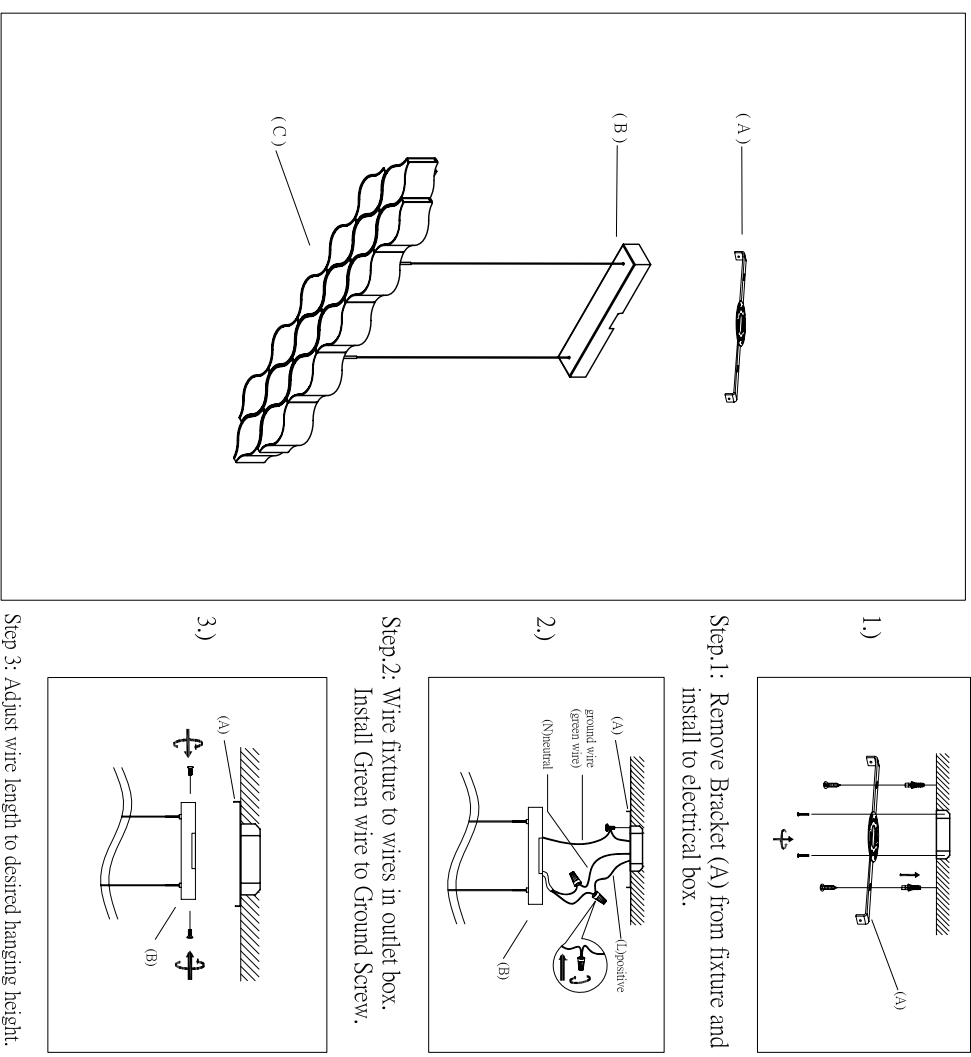 (A)
(B)
(C)
1.)
(A)
Step.1: Remove Bracket (A) from fixture and
install to electrical box.
2.)
(A)
ground wire
(green wire)
(N)neutral
(L)positive
(B)
Step.2: Wire fixture to wires in outlet box.
Install Green wire to Ground Screw.
3.)
(A)
(B)
Step 3: Adjust wire length to desired hanging height.